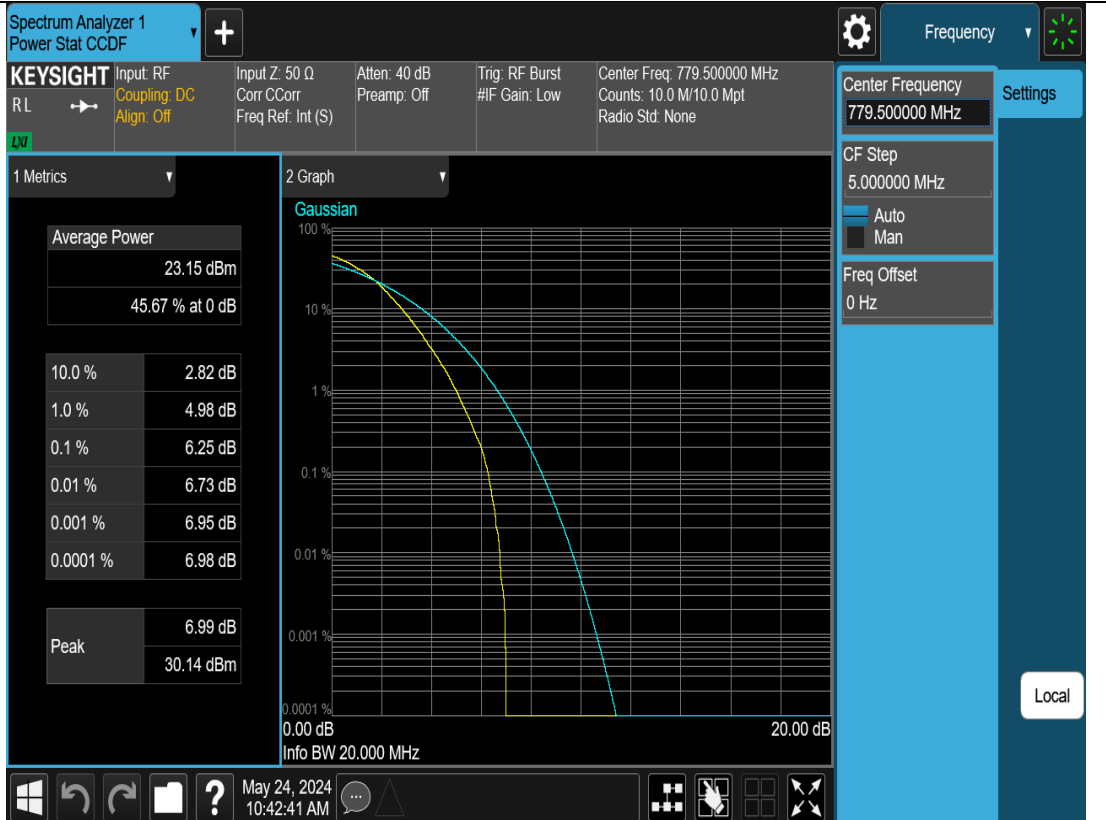 Spectrum Analyzer 1
Power Stat CCDF
+
Frequency
KEYSIGHT
RL
LXI
Input: RF
Coupling: DC
Align: Off
Input Z: 50 Ω
Corr CCorr
Freq Ref: Int (S)
Atten: 40 dB
Preamp: Off
Trig: RF Burst
#IF Gain: Low
Center Freq: 779.500000 MHz
Counts: 10.0 M/10.0 Mpt
Radio Std: None
Center Frequency
779.500000 MHz
Settings
CF Step
5.000000 MHz
Auto
Man
Freq Offset
0 Hz
Local
1 Metrics
Average Power
23.15 dBm
45.67 % at 0 dB
10.0 % 2.82 dB
1.0 % 4.98 dB
0.1 % 6.25 dB
0.01 % 6.73 dB
0.001 % 6.95 dB
0.0001 % 6.98 dB
Peak
6.99 dB
30.14 dBm
2 Graph
Gaussian
100 %
10 %
1 %
0.1 %
0.01 %
0.001 %
0.0001 %
0.00 dB 20.00 dB
Info BW 20.000 MHz
?
May 24, 2024
10:42:41 AM